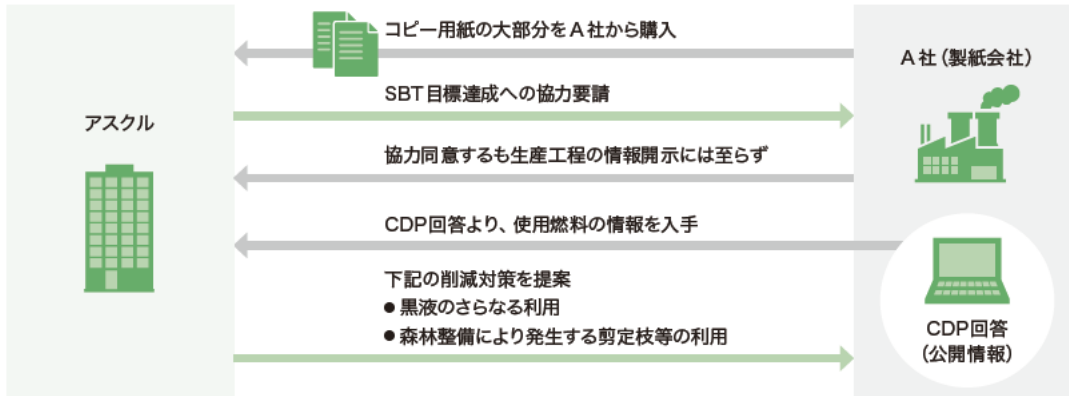 コピー用紙の大部分をA社から購入
A社（製紙会社）
SBT目標達成への協力要請
アスクル
協力同意するも生産工程の情報開示には至らず
CDP回答より、使用燃料の情報を入手
下記の削減対策を提案
●黒液のさらなる利用
●森林整備により発生する剪定枝等の利用
CDP回答
（公開情報）